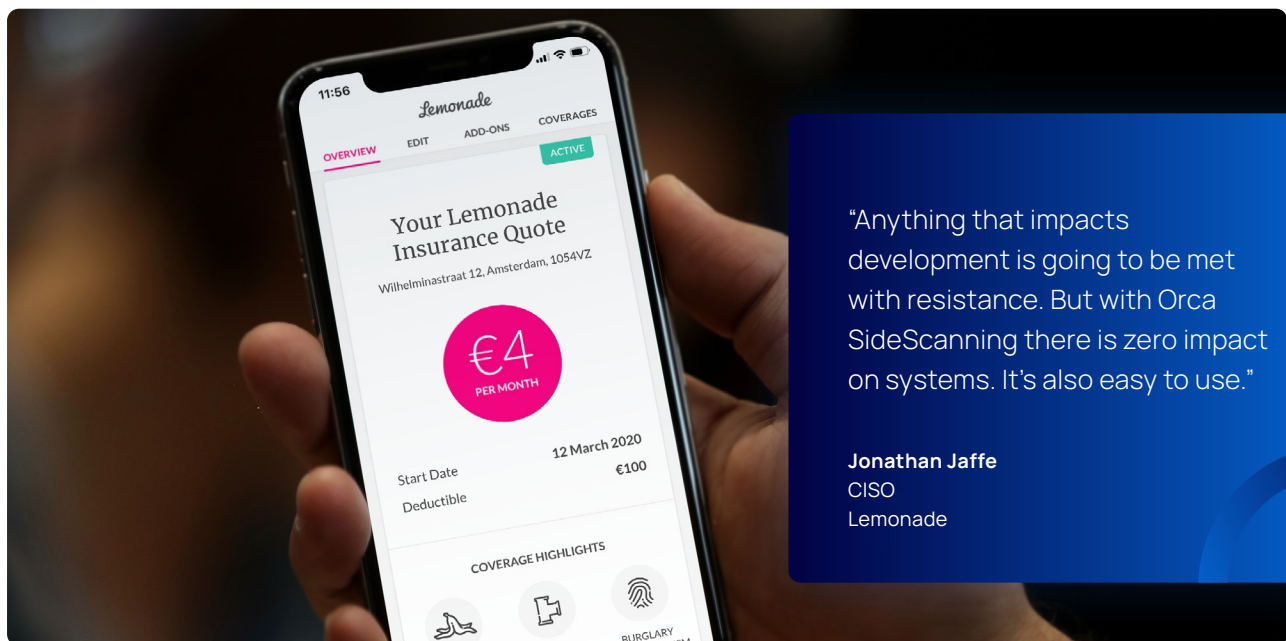 11:56
Lemonade
OVERVIEW EDIT ADD-ONS COVERAGES
ACTIVE
Your Lemonade
Insurance Quote
Wilhelminastraat 12, Amsterdam, 1054VZ
€4
PER MONTH
Start Date 12 March 2020
Deductible €100
COVERAGE HIGHLIGHTS
BURGLARY
“Anything that impacts
development is going to be met
with resistance. But with Orca
SideScanning there is zero impact
on systems. It’s also easy to use.”
Jonathan Jaffe
CISO
Lemonade